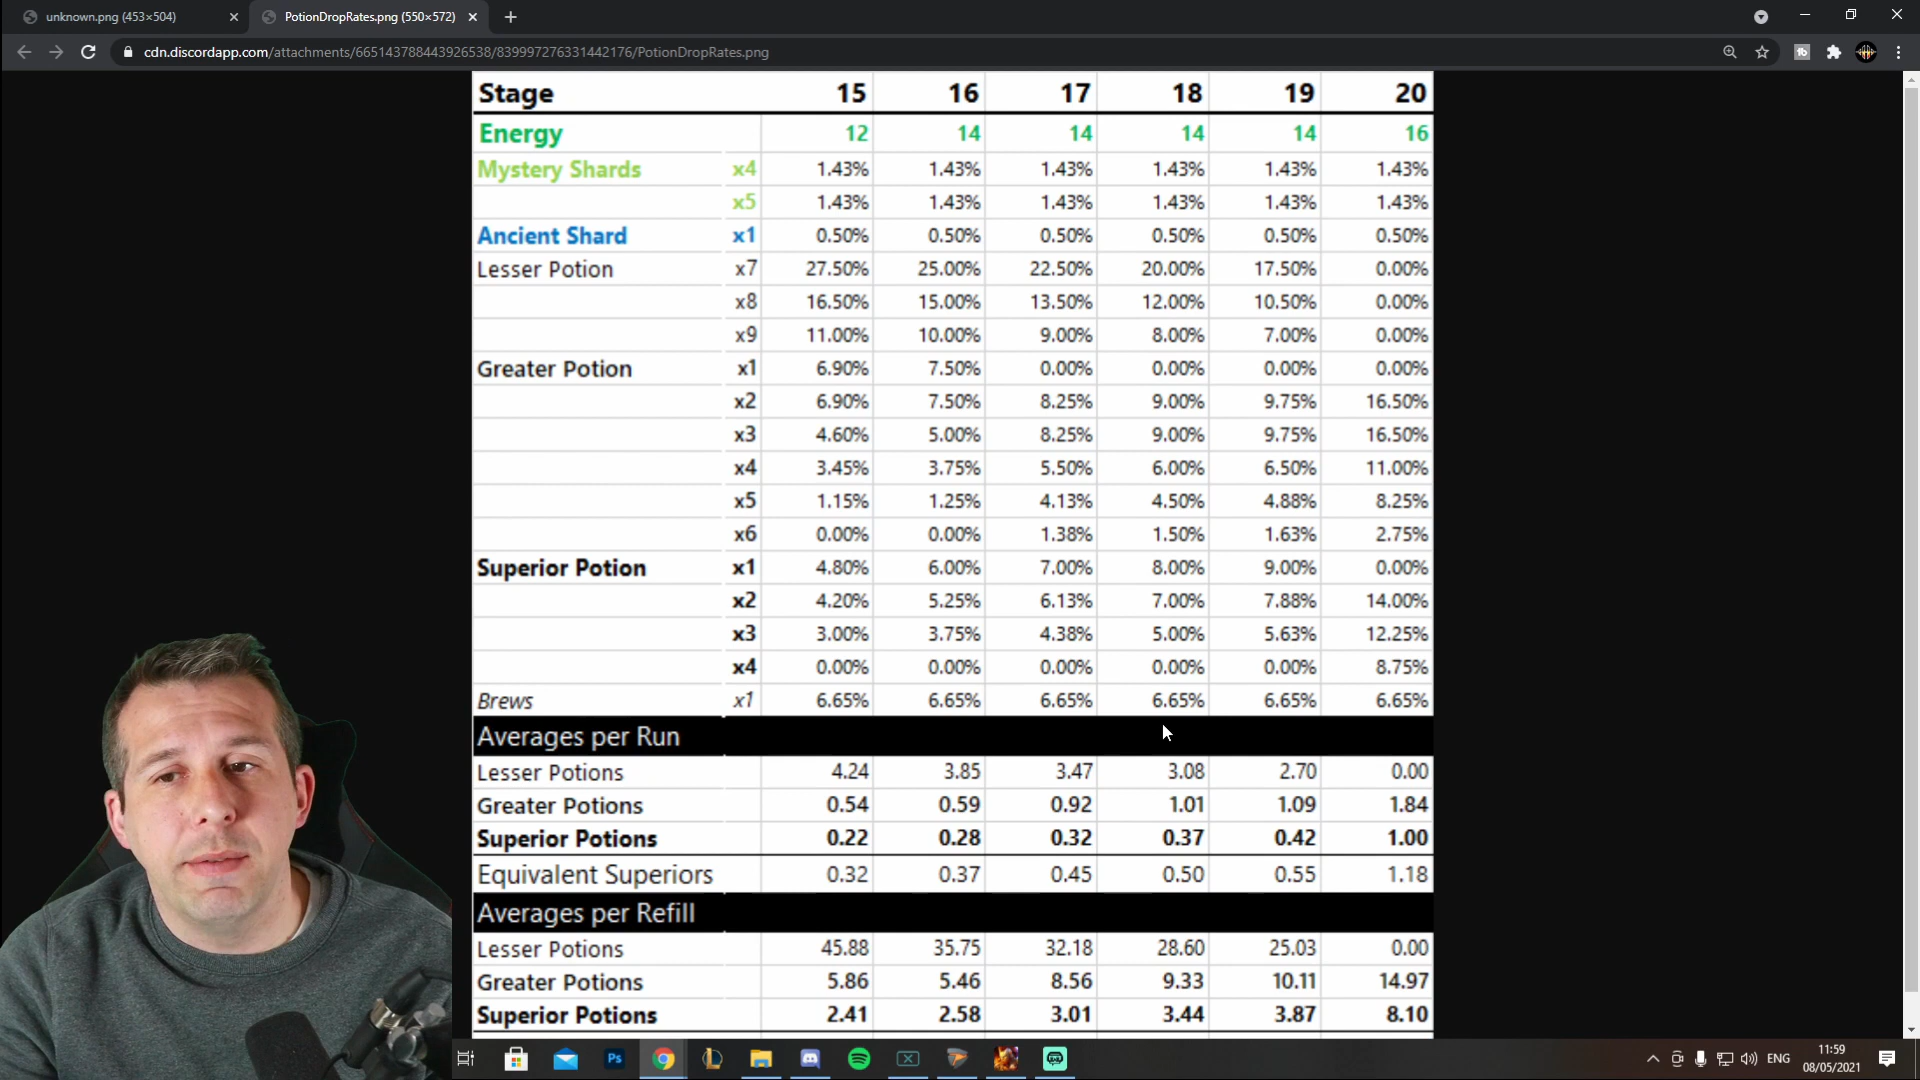 unknown.png (453×504)
PotionDropRates.png (550×572)
cdn.discordapp.com/attachments/665143788443926538/839997276331442176/PotionDropRates.png
Stage 15 16 17 18 19 20
Energy 12 14 14 14 14 16
Mystery Shards x4 1.43% 1.43% 1.43% 1.43% 1.43% 1.43%
x5 1.43% 1.43% 1.43% 1.43% 1.43% 1.43%
Ancient Shard x1 0.50% 0.50% 0.50% 0.50% 0.50% 0.50%
Lesser Potion x7 27.50% 25.00% 22.50% 20.00% 17.50% 0.00%
x8 16.50% 15.00% 13.50% 12.00% 10.50% 0.00%
x9 11.00% 10.00% 9.00% 8.00% 7.00% 0.00%
Greater Potion x1 6.90% 7.50% 0.00% 0.00% 0.00% 0.00%
x2 6.90% 7.50% 8.25% 9.00% 9.75% 16.50%
x3 4.60% 5.00% 8.25% 9.00% 9.75% 16.50%
x4 3.45% 3.75% 5.50% 6.00% 6.50% 11.00%
x5 1.15% 1.25% 4.13% 4.50% 4.88% 8.25%
x6 0.00% 0.00% 1.38% 1.50% 1.63% 2.75%
Superior Potion x1 4.80% 6.00% 7.00% 8.00% 9.00% 0.00%
x2 4.20% 5.25% 6.13% 7.00% 7.88% 14.00%
x3 3.00% 3.75% 4.38% 5.00% 5.63% 12.25%
x4 0.00% 0.00% 0.00% 0.00% 0.00% 8.75%
Brews x1 6.65% 6.65% 6.65% 6.65% 6.65% 6.65%
Averages per Run
Lesser Potions 4.24 3.85 3.47 3.08 2.70 0.00
Greater Potions 0.54 0.59 0.92 1.01 1.09 1.84
Superior Potions 0.22 0.28 0.32 0.37 0.42 1.00
Equivalent Superiors 0.32 0.37 0.45 0.50 0.55 1.18
Averages per Refill
Lesser Potions 45.88 35.75 32.18 28.60 25.03 0.00
Greater Potions 5.86 5.46 8.56 9.33 10.11 14.97
Superior Potions 2.41 2.58 3.01 3.44 3.87 8.10
Ps
ENG
11:59
08/05/2021